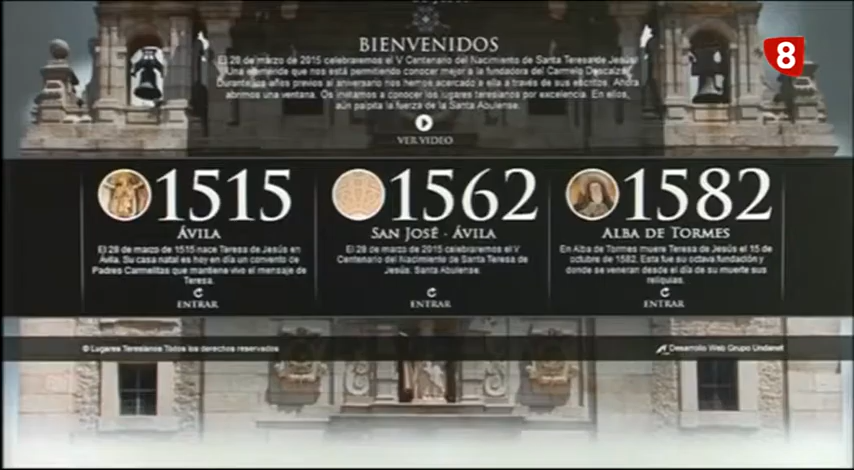 8
BIENVENIDOS
El 28 de marzo de 2015 celebraremos el V Centenario del Nacimiento de Santa Teresa de Jesús.
Una efeméride que nos está permitiendo conocer mejor a la fundadora del Carmelo Descalzo.
Durante los años previos al aniversario nos hemos acercado a ella a través de sus escritos. Ahora
abrimos una ventana. Os invitamos a conocer los lugares teresianos por excelencia. En ellos,
aún palpita la fuerza de la Santa Abulense.
VER VIDEO
1515
ÁVILA
El 28 de marzo de 1515 nace Teresa de Jesús en
Ávila. Su casa natal es hoy en día un convento de
Padres Carmelitas que mantiene vivo el mensaje de
Teresa.
ENTRAR
1562
SAN JOSÉ - ÁVILA
El 28 de marzo de 2015 celebraremos el V
Centenario del Nacimiento de Santa Teresa de
Jesús. Santa Abulense.
ENTRAR
1582
ALBA DE TORMES
En Alba de Tormes muere Teresa de Jesús el 15 de
octubre de 1582. Esta fue su octava fundación y
donde se veneran desde el día de su muerte sus
reliquias.
ENTRAR
© Lugares Teresianos Todos los derechos reservados
Desarrollo Web Grupo Undanet